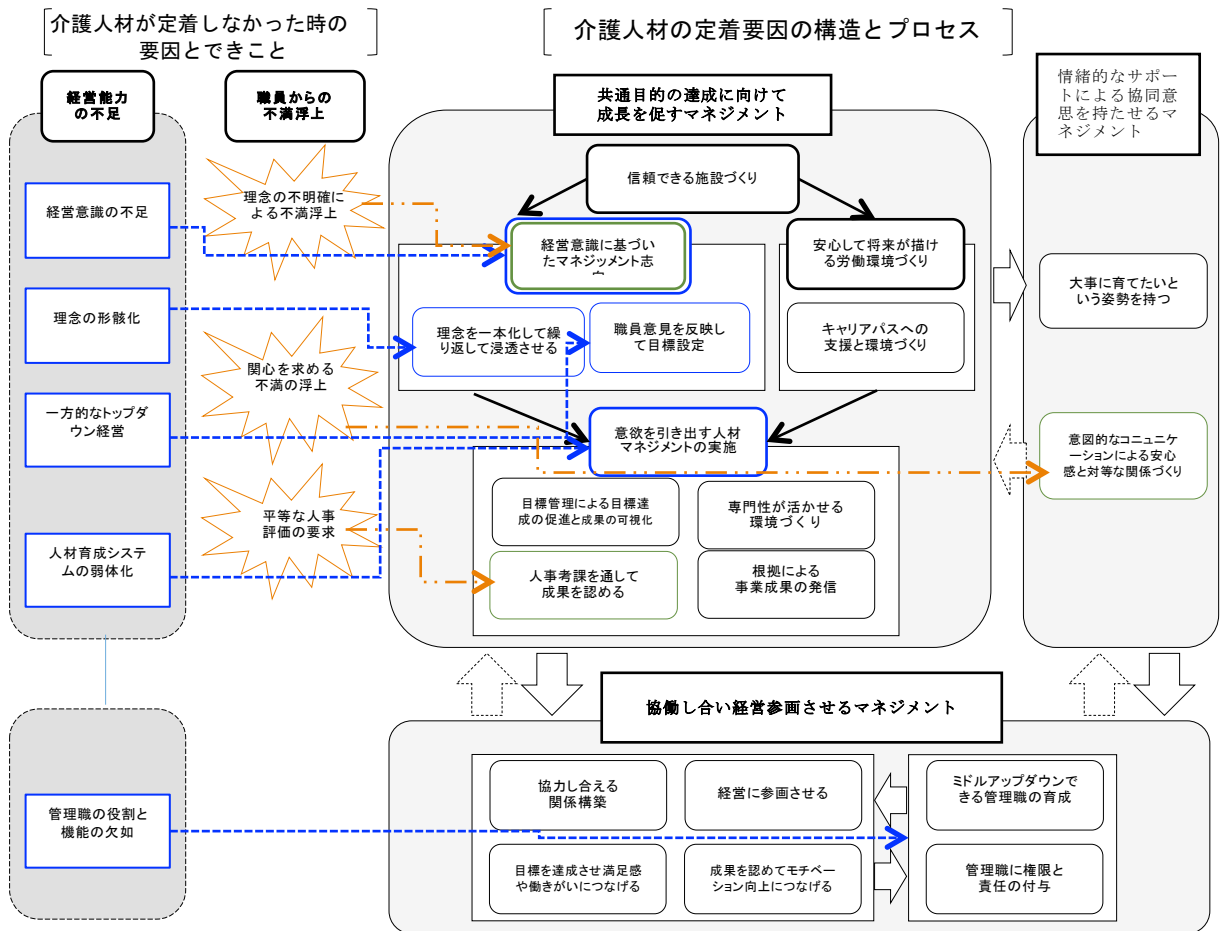 介護人材が定着しなかった時の
要因とできこと
介護人材の定着要因の構造とプロセス
経営能力
の不足
職員からの
不満浮上
共通目的の達成に向けて
成長を促すマネジメント
情緒的なサポー
トによる協同意
思を持たせるマ
ネジメント
経営意識の不足
理念の形骸化
一方的なトップダ
ウン経営
人材育成システ
ムの弱体化
管理職の役割と
機能の欠如
理念の不明確に
よる不満浮上
関心を求める
不満の浮上
平等な人事
評価の要求
信頼できる施設づくり
経営意識に基づい
たマネジッメント志
安心して将来が描け
る労働環境づくり
理念を一本化して繰
り返して浸透させる
職員意見を反映し
て目標設定
キャリアパスへの
支援と環境づくり
意欲を引き出す人材
マネジメントの実施
目標管理による目標達
成の促進と成果の可視化
専門性が活かせる
環境づくり
人事考課を通して
成果を認める
根拠による
事業成果の発信
大事に育てたいと
いう姿勢を持つ
意図的なコニュニケ
ーションによる安心
感と対等な関係づくり
協働し合い経営参画させるマネジメント
協力し合える
関係構築
経営に参画させる
ミドルアップダウンで
きる管理職の育成
目標を達成させ満足感
や働きがいにつなげる
成果を認めてモチベー
ション向上につなげる
管理職に権限と
責任の付与